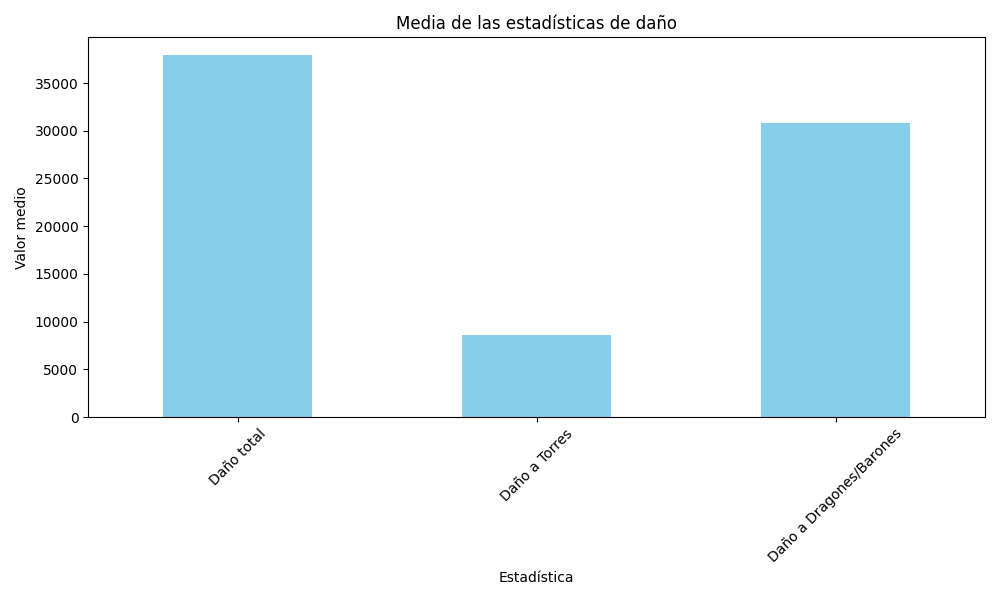 Media de las estadísticas de daño
Valor medio
35000
30000
25000
20000
15000
10000
5000
0
Daño total
Daño a Torres
Daño a Dragones/Barones
Estadística